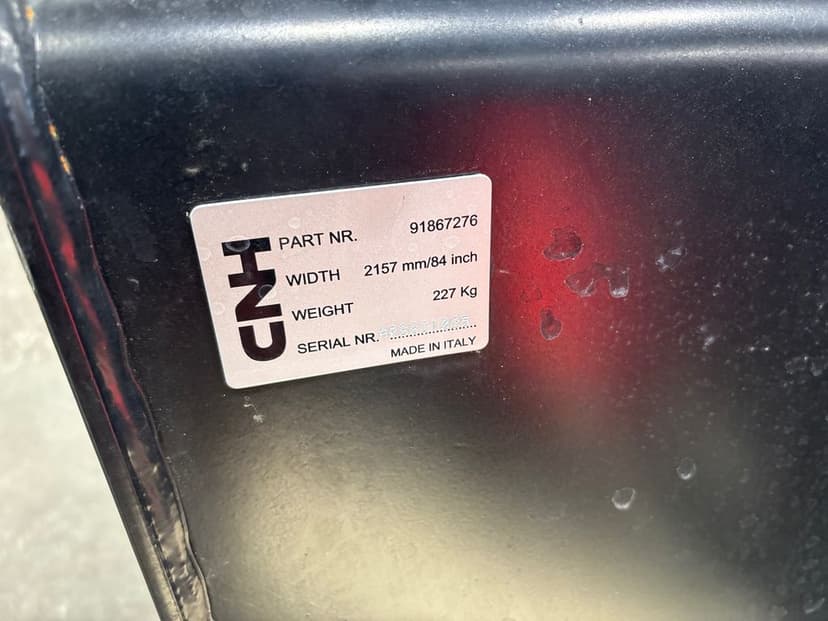 CNH
PART NR. 91867276
WIDTH 2157 mm/84 inch
WEIGHT 227 Kg
SERIAL NR.
MADE IN ITALY